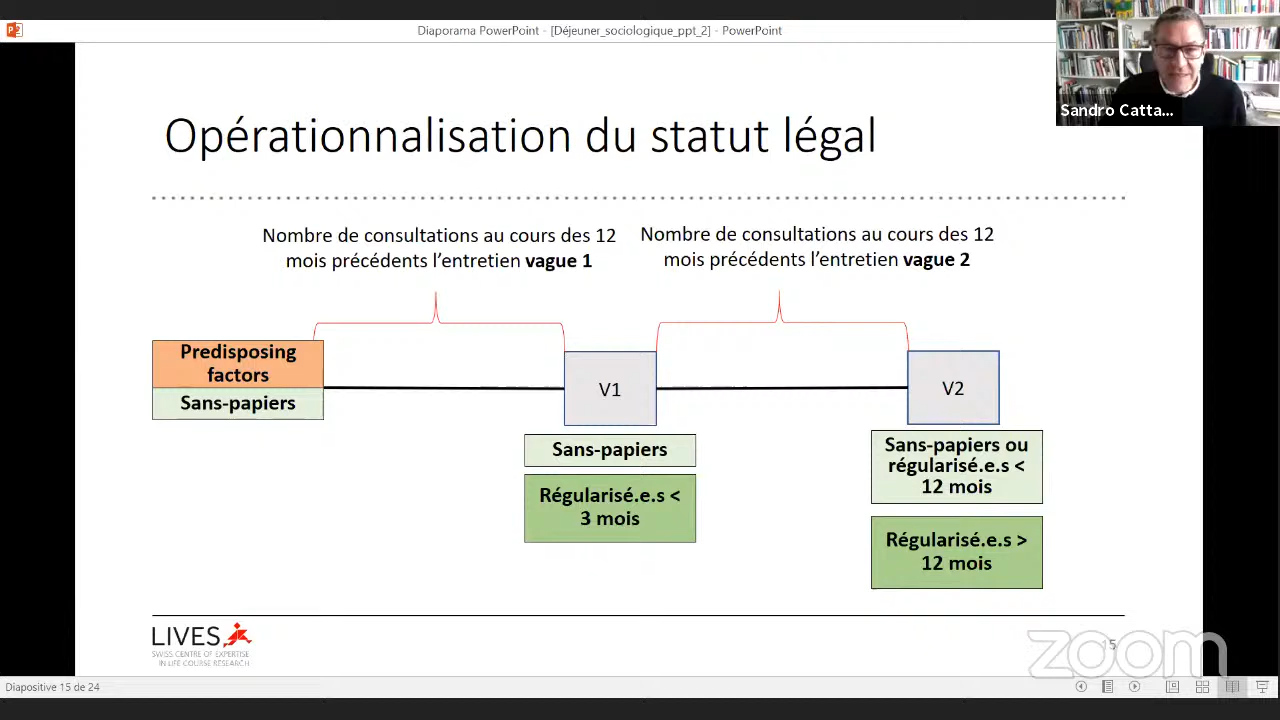 Diaporama PowerPoint - [Déjeuner_sociologique_ppt_2] - PowerPoint
Sandro Catta...
Opérationnalisation du statut légal
Nombre de consultations au cours des 12
mois précédents l’entretien vague 1
Nombre de consultations au cours des 12
mois précédents l’entretien vague 2
Predisposing
factors
Sans-papiers
V1
V2
Sans-papiers
Régularisé.e.s <
3 mois
Sans-papiers ou
régularisé.e.s <
12 mois
Régularisé.e.s >
12 mois
LIVES
SWISS CENTRE OF EXPERTISE
IN LIFE COURSE RESEARCH
5
zoom
Diapositive 15 de 24